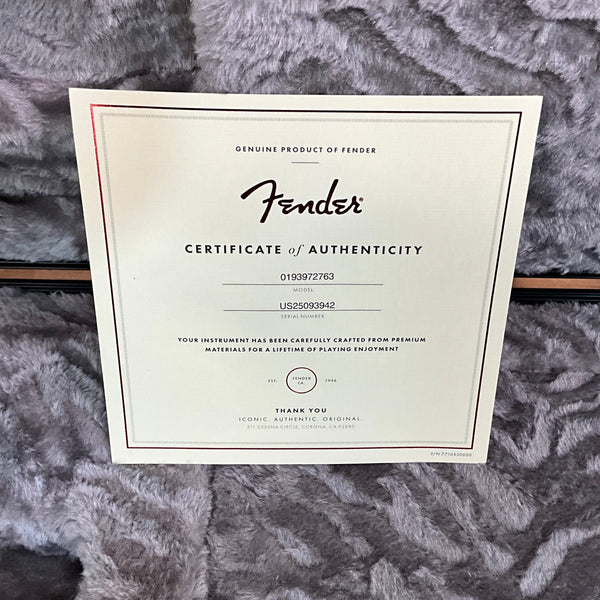 GENUINE PRODUCT OF FENDER
Fender
CERTIFICATE of AUTHENTICITY
0193972763
MODEL
US25093942
SERIAL NUMBER
YOUR INSTRUMENT HAS BEEN CAREFULLY CRAFTED FROM PREMIUM
MATERIALS FOR A LIFETIME OF PLAYING ENJOYMENT
EST. FENDER CO. 1946
THANK YOU
ICONIC. AUTHENTIC. ORIGINAL.
311 CESSNA CIRCLE, CORONA, CA 92880
P/N 7710550000